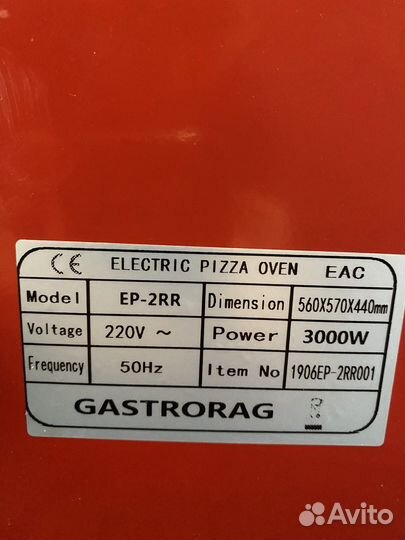 CE ELECTRIC PIZZA OVEN EAC
Model EP-2RR Dimension 560X570X440mm
Voltage 220V ~ Power 3000W
Frequency 50Hz Item No 1906EP-2RR001
GASTRORAG
Avito